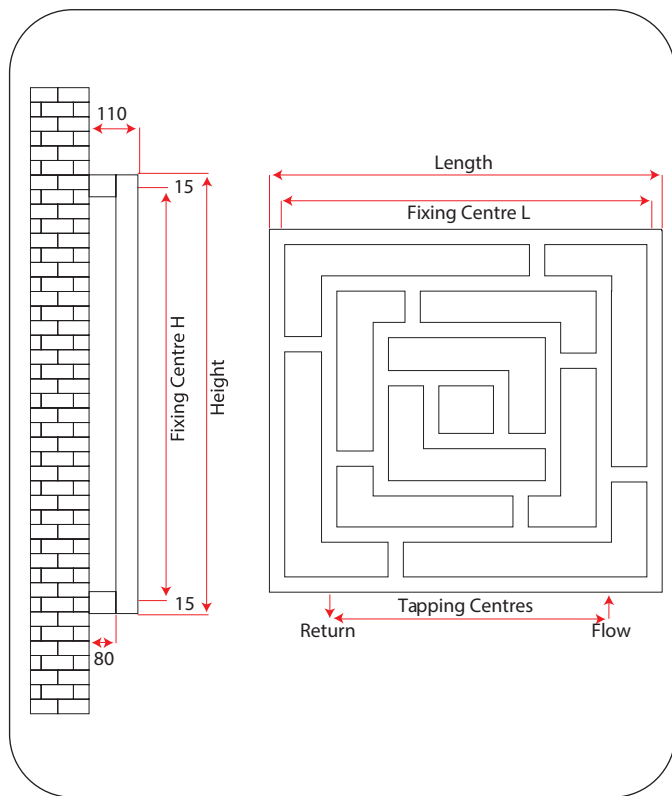 110
15
Fixing Centre H
Height
15
80
Length
Fixing Centre L
Tapping Centres
Return
Flow